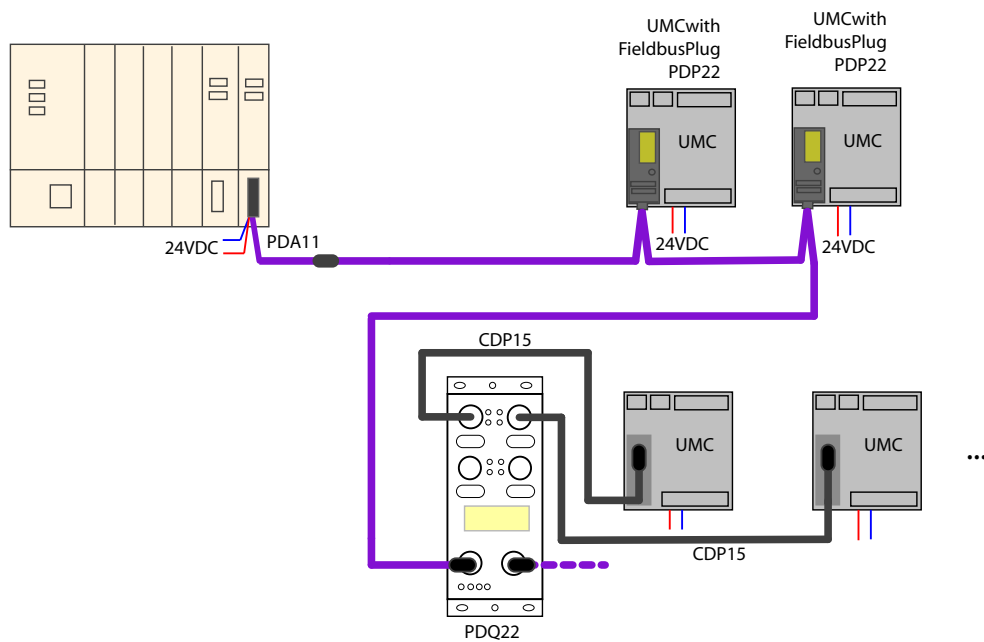 UMCwith
FieldbusPlug
PDP22
UMCwith
FieldbusPlug
PDP22
UMC
UMC
24VDC
PDA11
24VDC
24VDC
CDP15
UMC
UMC
...
CDP15
PDQ22